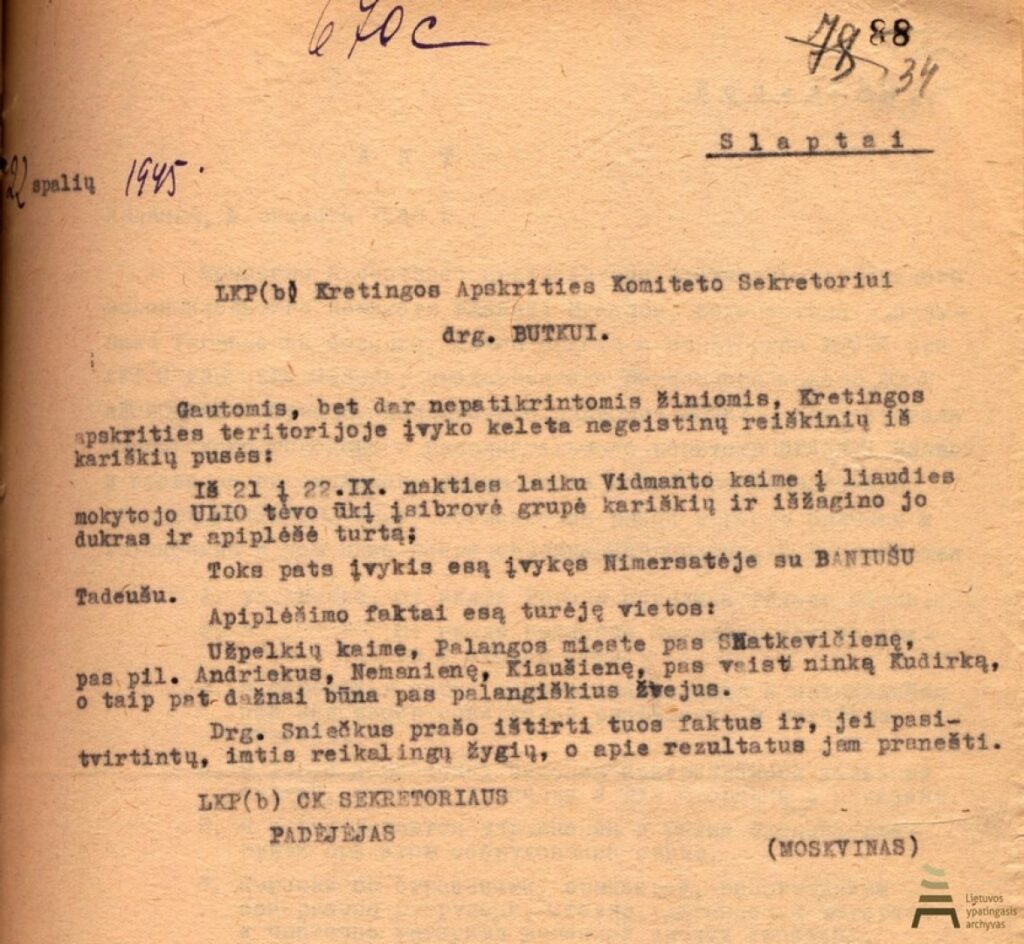 670c
78 88
34
Slaptai
22 spalių 1945.
LKP(b) Kretingos Apskrities Komiteto Sekretoriui
drg. BUTKUI.
Gautomis, bet dar nepatikrintomis žiniomis, Kretingos
apskrities teritorijoje įvyko keleta negeistinų reiškinių iš
kariškių pusės:
Iš 21 į 22.IX. nakties laiku Vidmanto kaime į liaudies
mokytojo ULIO tėvo ūkį įsibrovė grupė kariškių ir išžagino jo
dukras ir apiplėšė turtą;
Toks pats įvykis esą įvykęs Nimersatėje su BANIUŠU
Tadeušu.
Apiplėšimo faktai esą turėję vietos:
Užpelkių kaime, Palangos mieste pas Shatkevičienę,
pas pil. Andriekus, Nemanienę, Kiaušienę, pas vaist ninką Kudirką,
o taip pat dažnai būna pas palangiškius žvejus.
Drg. Sniečkus prašo ištirti tuos faktus ir, jei pasi-
tvirtintų, imtis reikalingų žygių, o apie rezultatus jam pranešti.
LKP(b) CK SEKRETORIAUS
PADĖJĖJAS
(MOSKVINAS)
Lietuvos
ypatingasis
archyvas